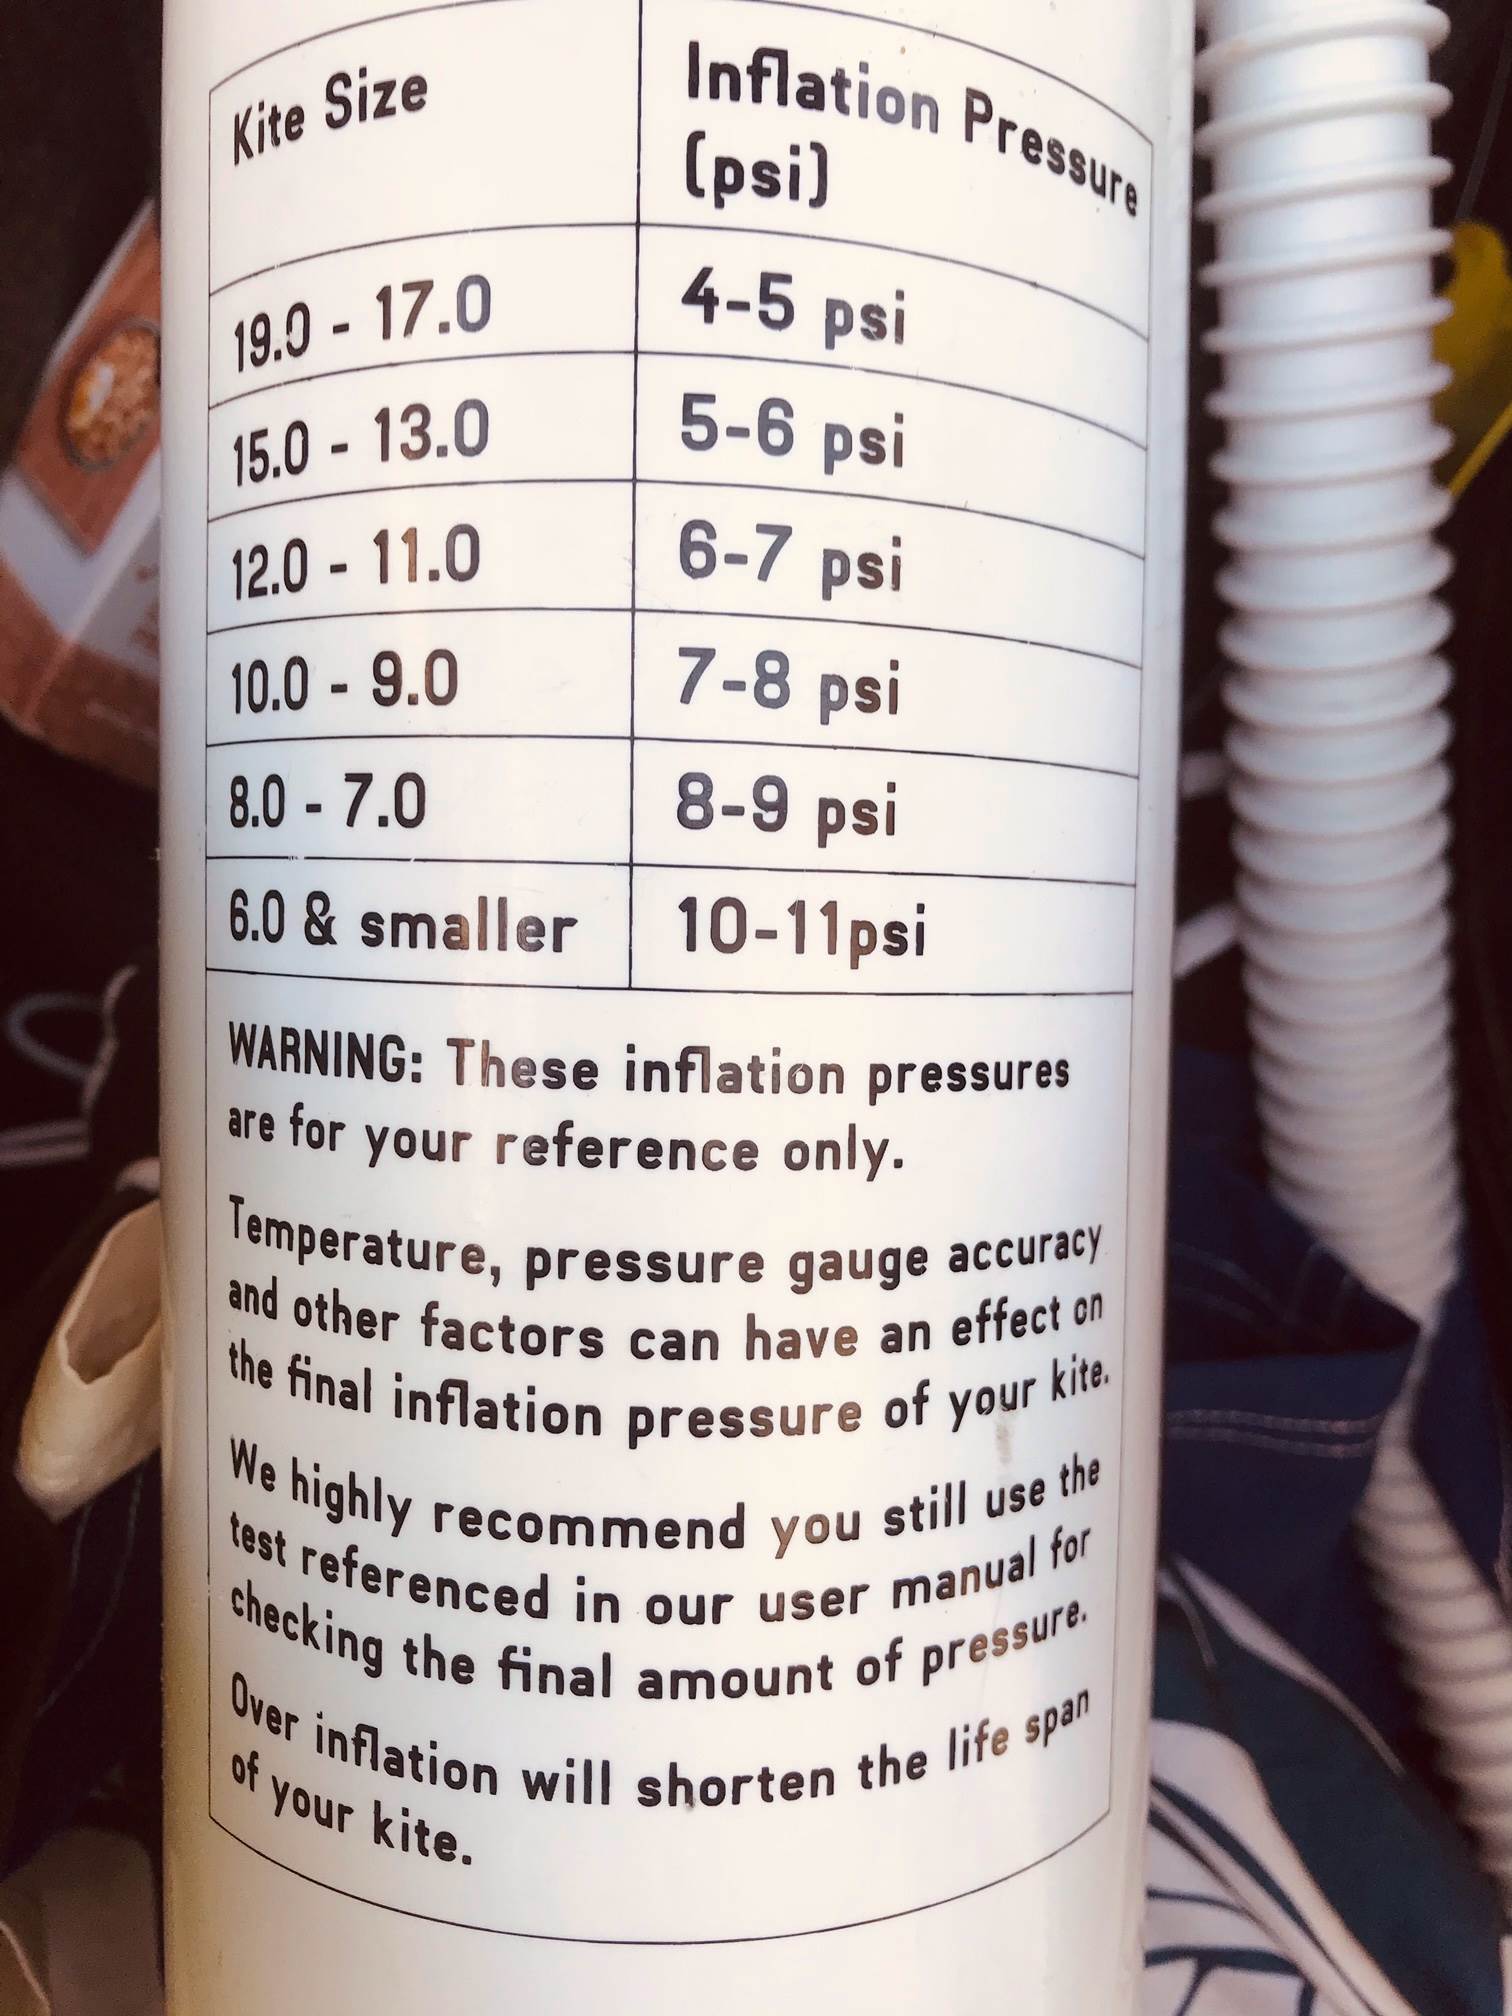 Kite Size Inflation Pressure
(psi)
19.0 - 17.0 4-5 psi
15.0 - 13.0 5-6 psi
12.0 - 11.0 6-7 psi
10.0 - 9.0 7-8 psi
8.0 - 7.0 8-9 psi
6.0 & smaller 10-11psi
WARNING: These inflation pressures
are for your reference only.
Temperature, pressure gauge accuracy
and other factors can have an effect on
the final inflation pressure of your kite.
We highly recommend you still use the
test referenced in our user manual for
checking the final amount of pressure.
Over inflation will shorten the life span
of your kite.